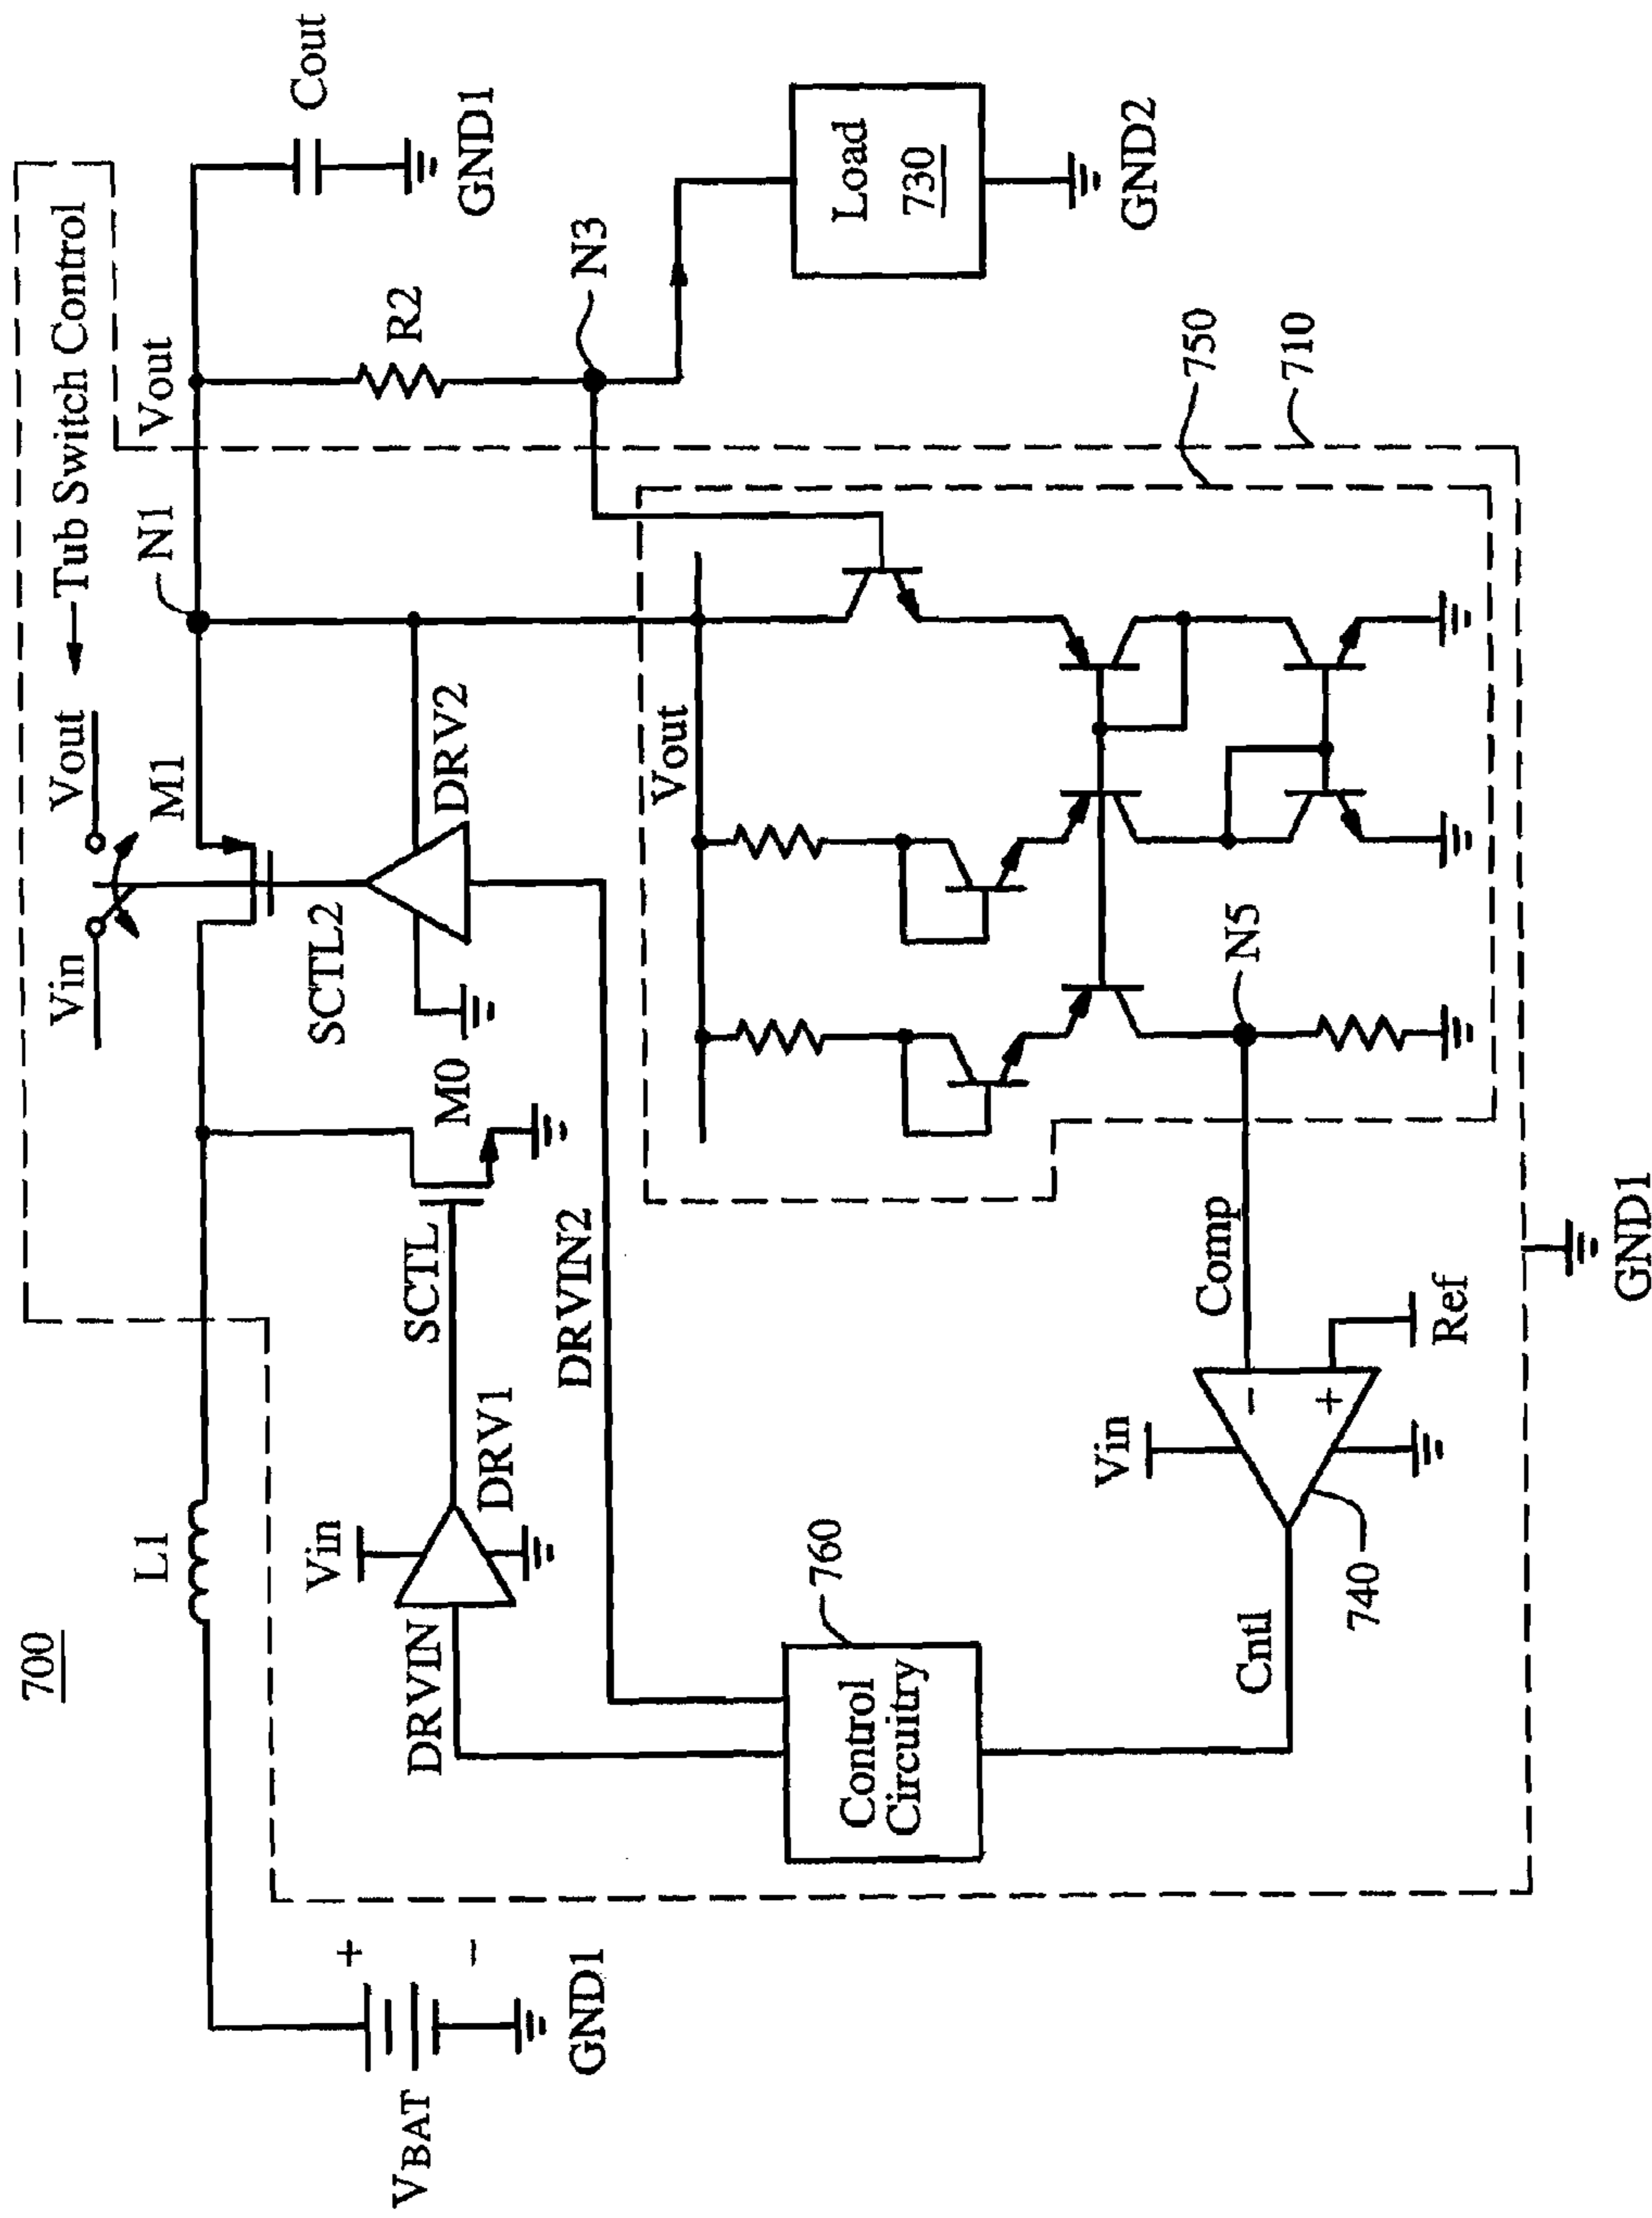 700
Vin
Vout
Tub Switch Control
L1
M1
N1
Vout
Cout
GND1
R2
N3
Load
730
GND2
SCTL2
DRV2
M0
SCTL
Vin
DRV1
DRVIN
DRVIN2
VBAT
+
−
GND1
Vout
750
710
Control
Circuitry
760
N5
Comp
Vin
−
+
Ref
740
Cntl
GND1